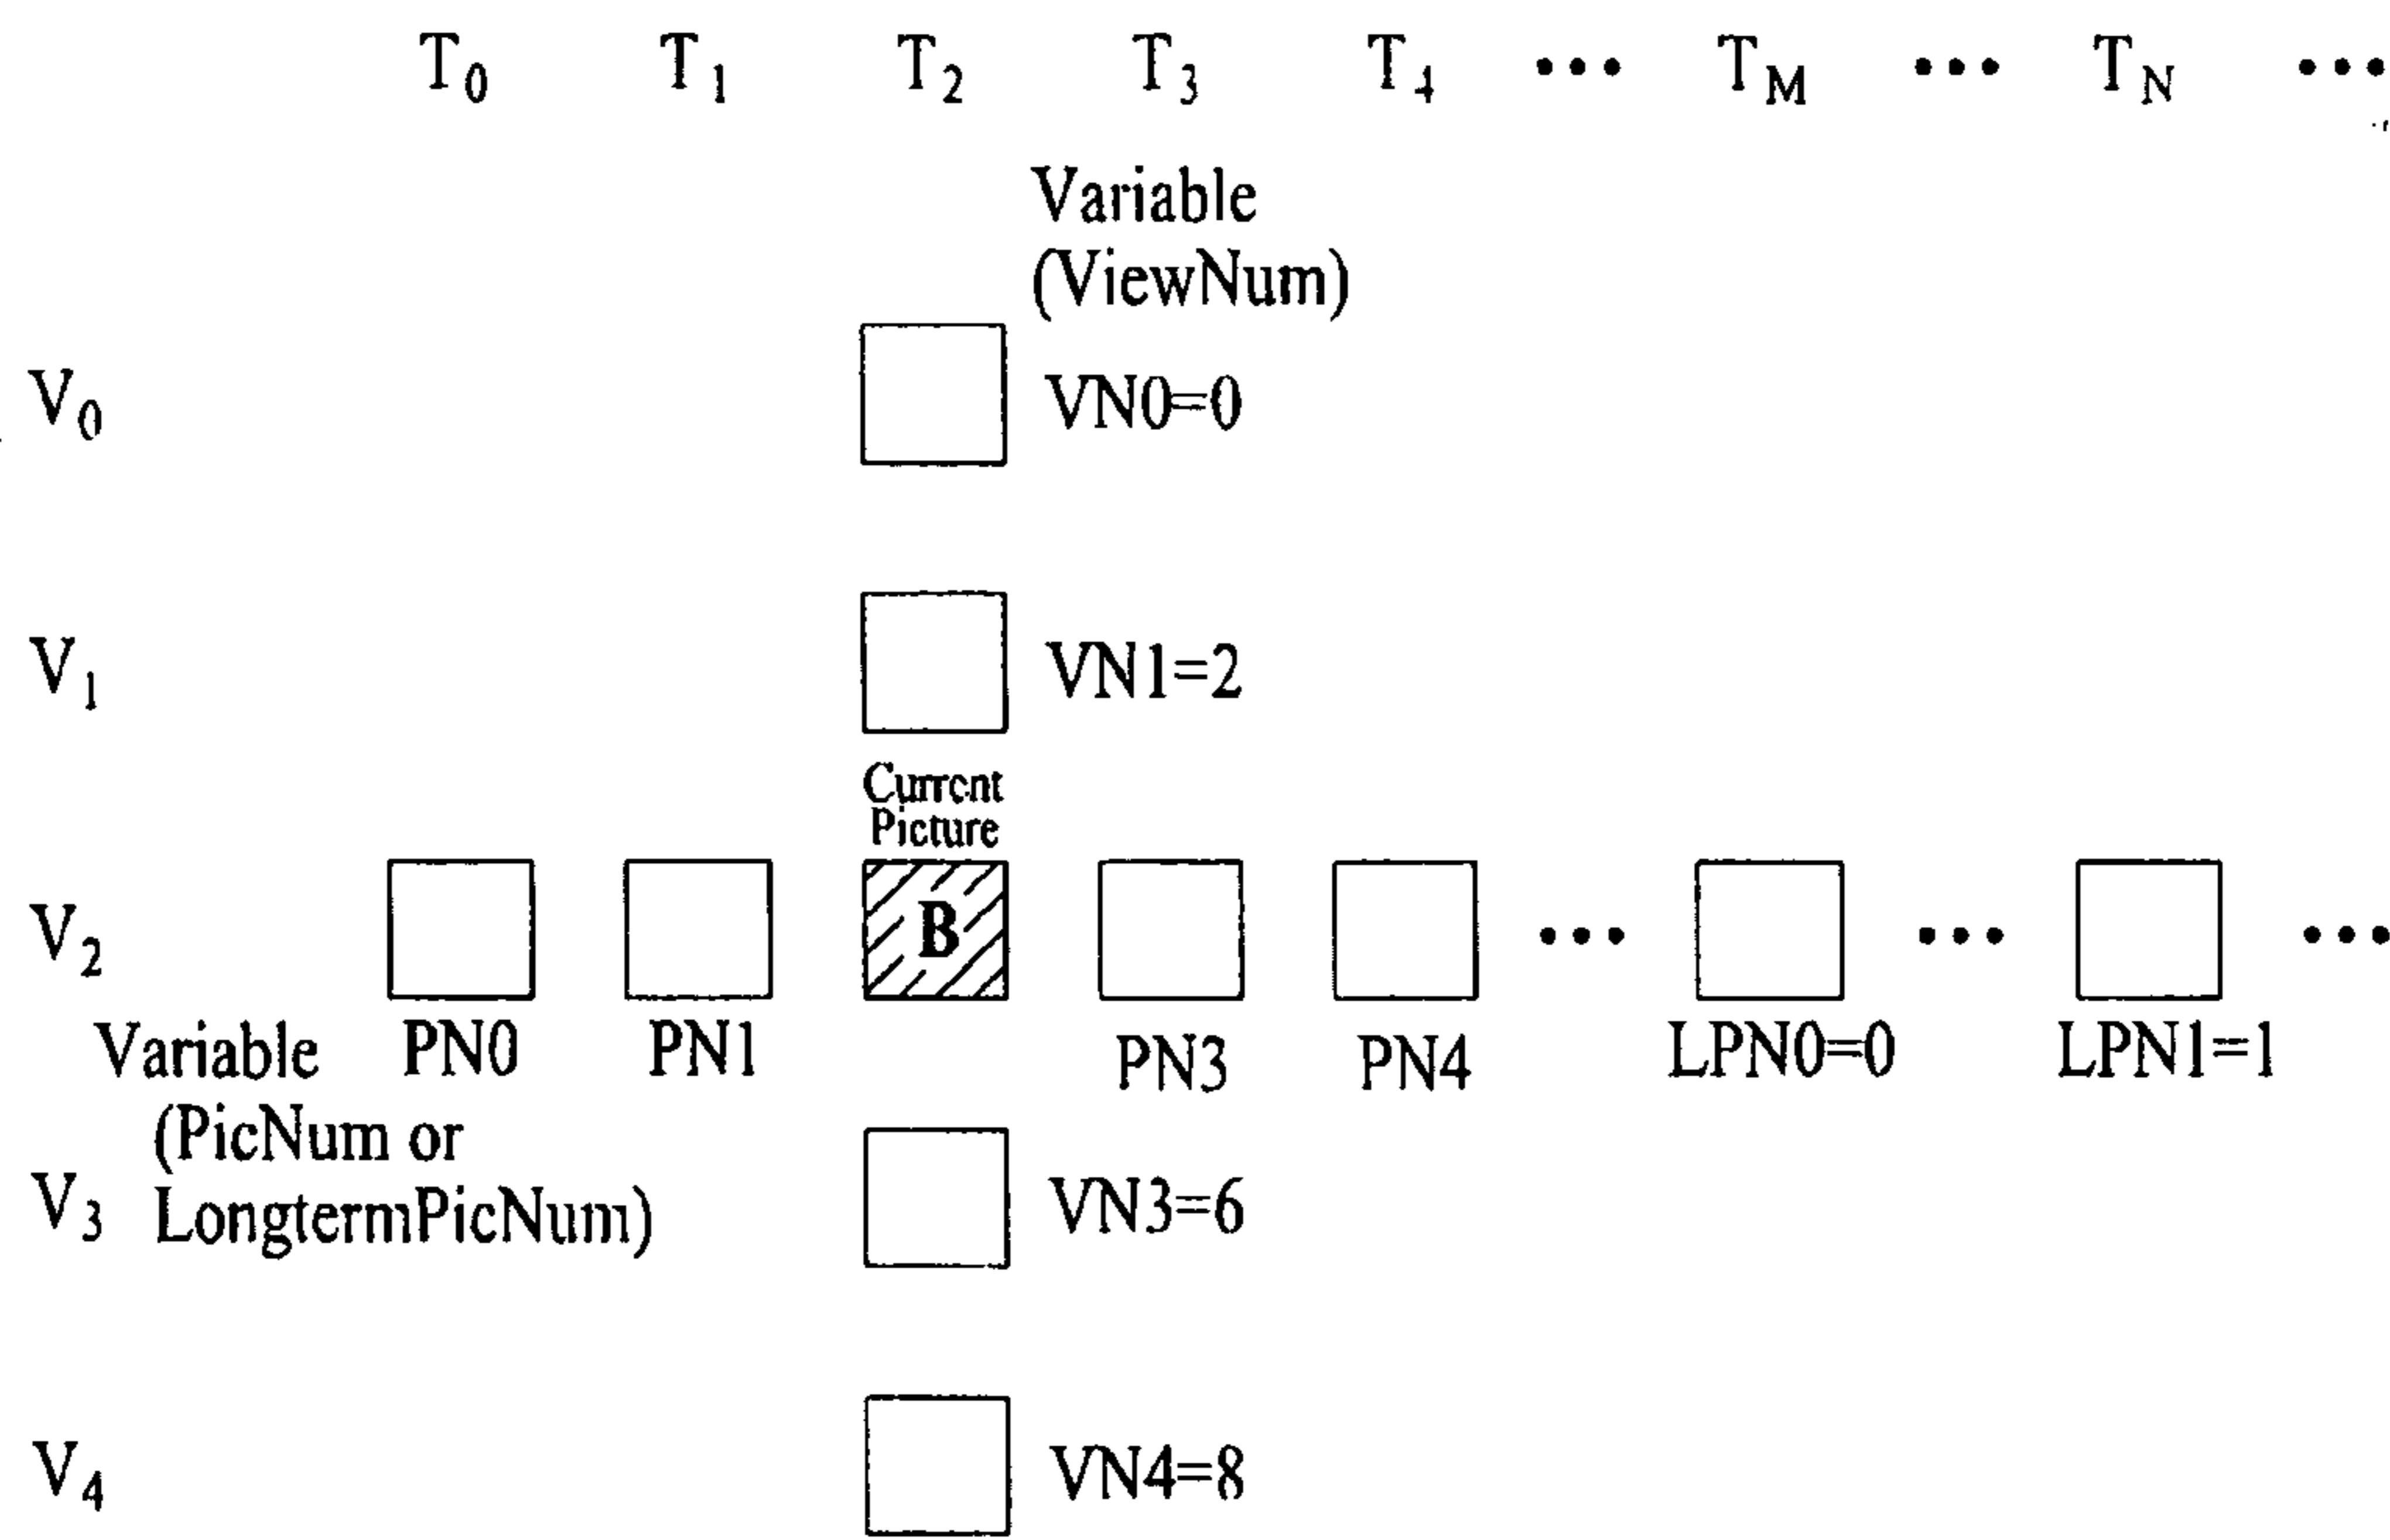 T0 T1 T2 T3 T4 ••• TM ••• TN •••
Variable
(ViewNum)
V0 VN0=0
V1 VN1=2
Current
Picture
V2 B ••• ••• •••
Variable PN0 PN1 PN3 PN4 LPN0=0 LPN1=1
(PicNum or
LongtermPicNum)
V3 VN3=6
V4 VN4=8